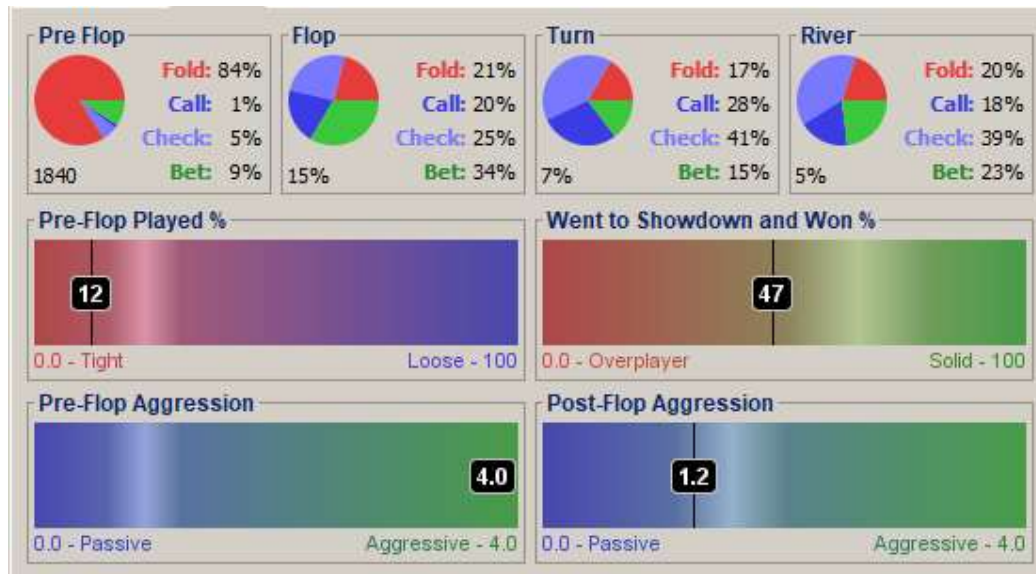 Pre Flop
Fold: 84%
Call: 1%
Check: 5%
1840 Bet: 9%
Flop
Fold: 21%
Call: 20%
Check: 25%
15% Bet: 34%
Turn
Fold: 17%
Call: 28%
Check: 41%
7% Bet: 15%
River
Fold: 20%
Call: 18%
Check: 39%
5% Bet: 23%
Pre-Flop Played %
12
0.0 - Tight Loose - 100
Went to Showdown and Won %
47
0.0 - Overplayer Solid - 100
Pre-Flop Aggression
4.0
0.0 - Passive Aggressive - 4.0
Post-Flop Aggression
1.2
0.0 - Passive Aggressive - 4.0